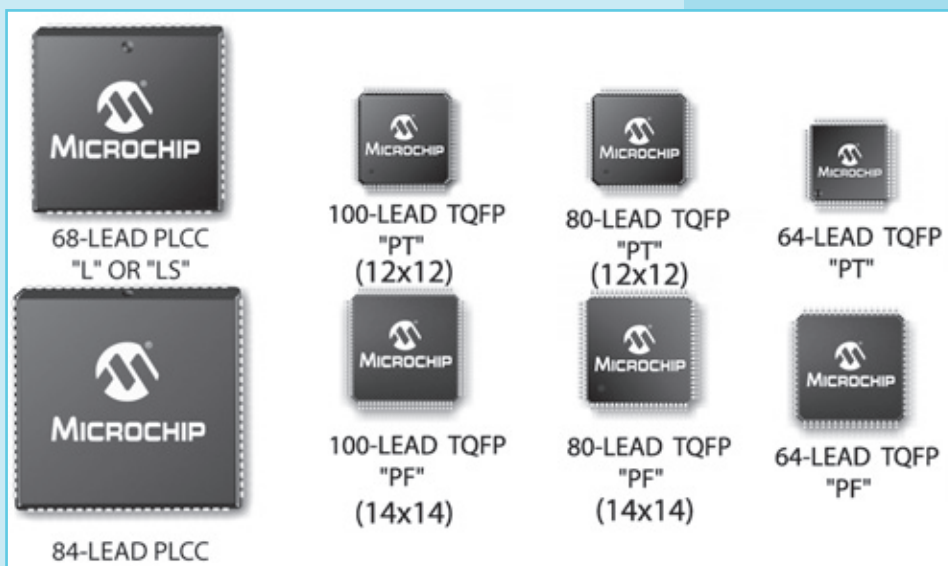 MICROCHIP
68-LEAD PLCC
"L" OR "LS"
MICROCHIP
100-LEAD TQFP
"PT"
(12x12)
MICROCHIP
80-LEAD TQFP
"PT"
(12x12)
MICROCHIP
64-LEAD TQFP
"PT"
MICROCHIP
84-LEAD PLCC
MICROCHIP
100-LEAD TQFP
"PF"
(14x14)
MICROCHIP
80-LEAD TQFP
"PF"
(14x14)
MICROCHIP
64-LEAD TQFP
"PF"